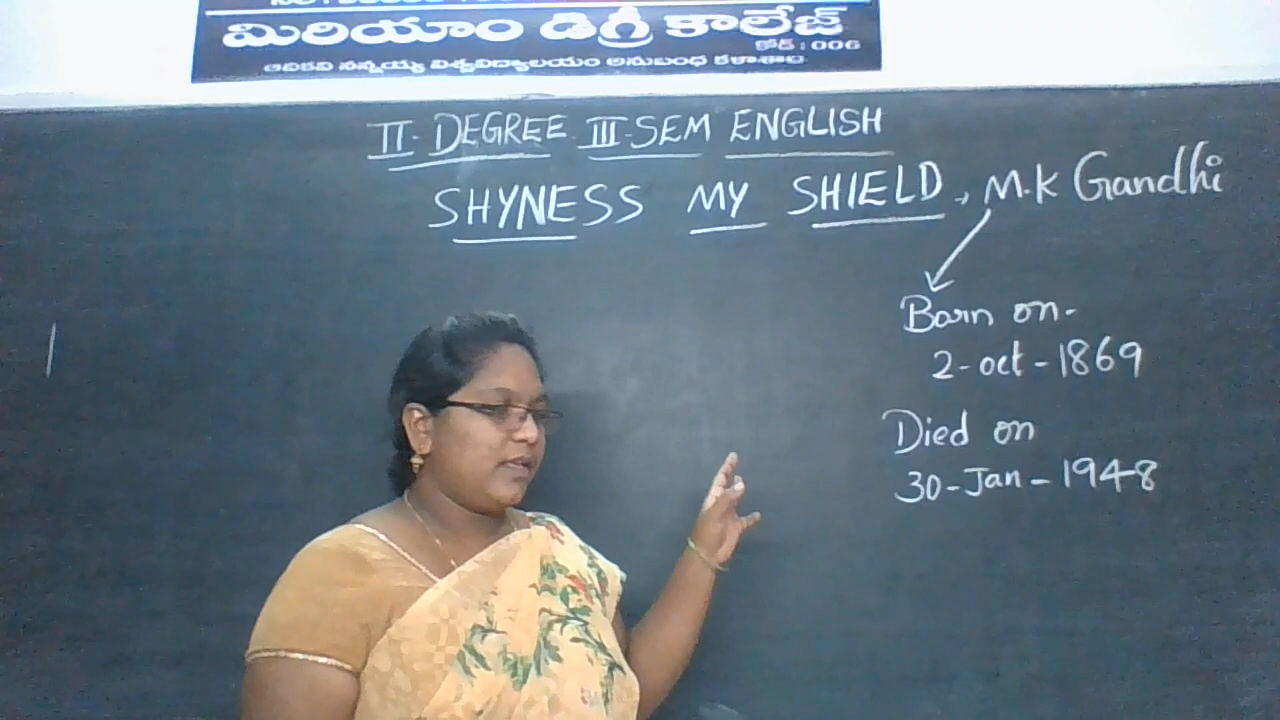 మిరియాం డిగ్రీ కాలేజ్
కోడ్ : 006
ఆదికవి నన్నయ్య విశ్వవిద్యాలయం అనుబంధ కళాశాల
II- DEGREE III-SEM ENGLISH
SHYNESS MY SHIELD, M.K Gandhi
Born on-
2-oct-1869
Died on
30-Jan-1948